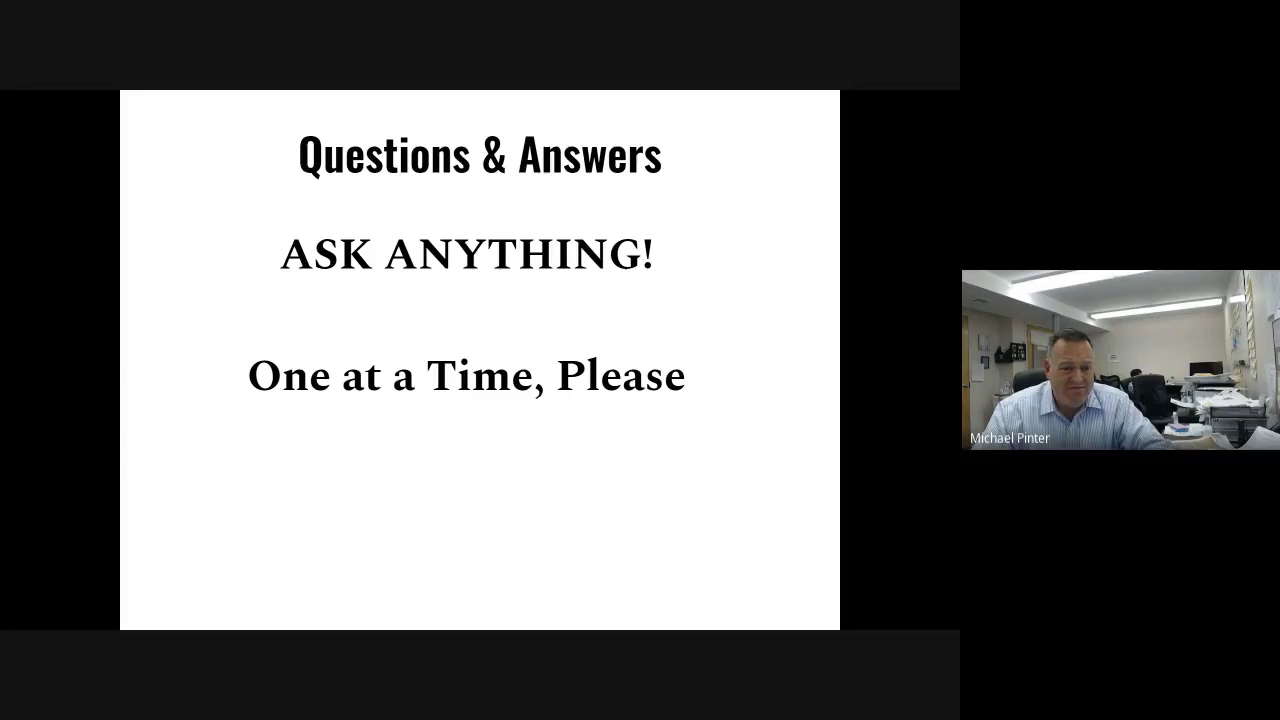 Questions & Answers
ASK ANYTHING!
One at a Time, Please
Michael Pinter